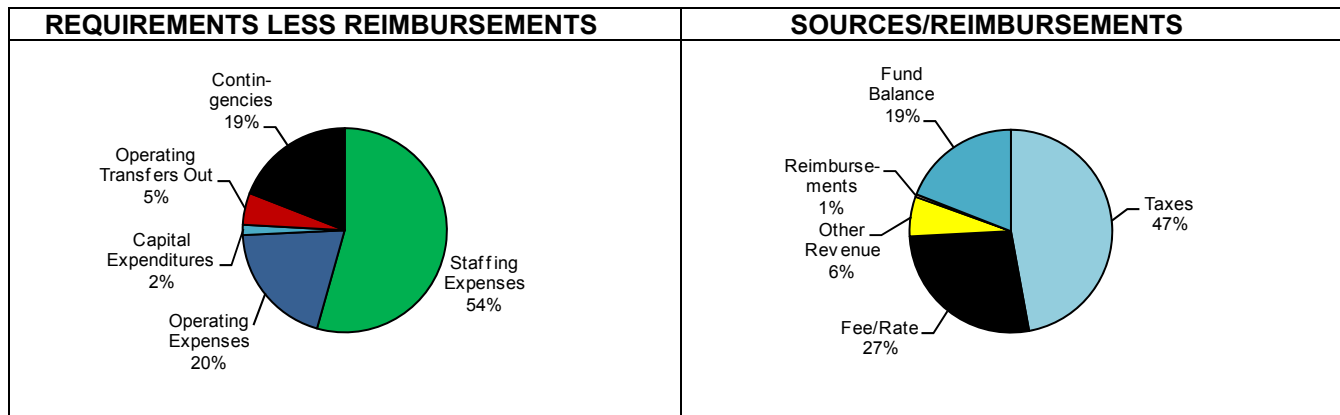 REQUIREMENTS LESS REIMBURSEMENTS
Contin-
gencies
19%
Operating
Transfers Out
5%
Capital
Expenditures
2%
Operating
Expenses
20%
Staffing
Expenses
54%
SOURCES/REIMBURSEMENTS
Fund
Balance
19%
Reimburse-
ments
1%
Other
Revenue
6%
Fee/Rate
27%
Taxes
47%